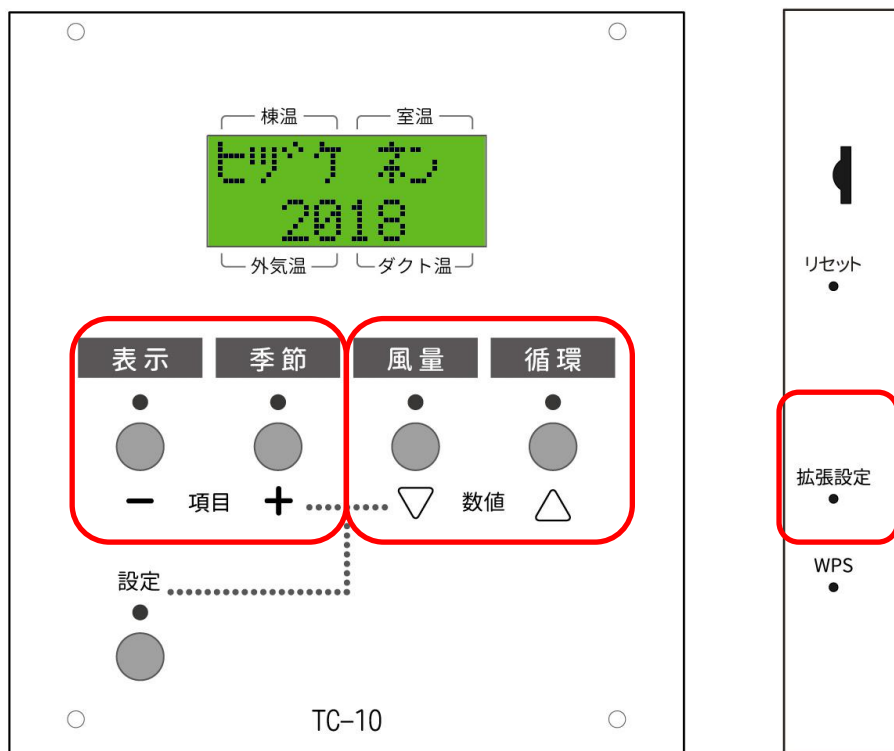 棟温 室温
ヒヅケ ネン
2018
外気温 ダクト温
表示 季節 風量 循環
− 項目 + ▽ 数値 △
設定
TC−10
リセット
拡張設定
WPS